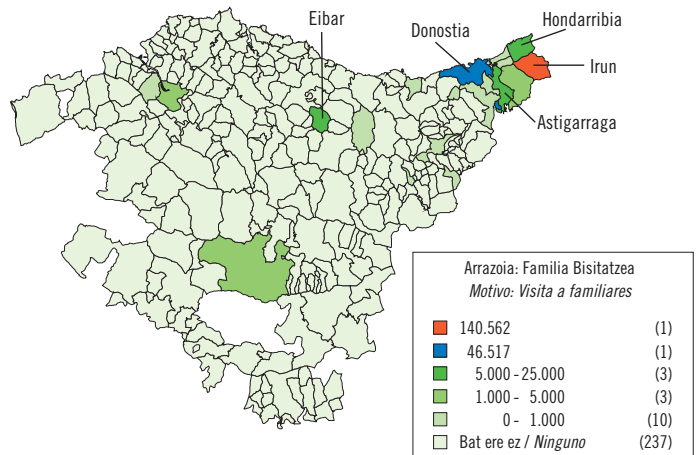 Eibar
Donostia
Hondarribia
Irun
Astigarraga
Arrazoia: Familia Bisitatzea
Motivo: Visita a familiares
140.562 (1)
46.517 (1)
5.000 - 25.000 (3)
1.000 - 5.000 (3)
0 - 1.000 (10)
Bat ere ez / Ninguno (237)